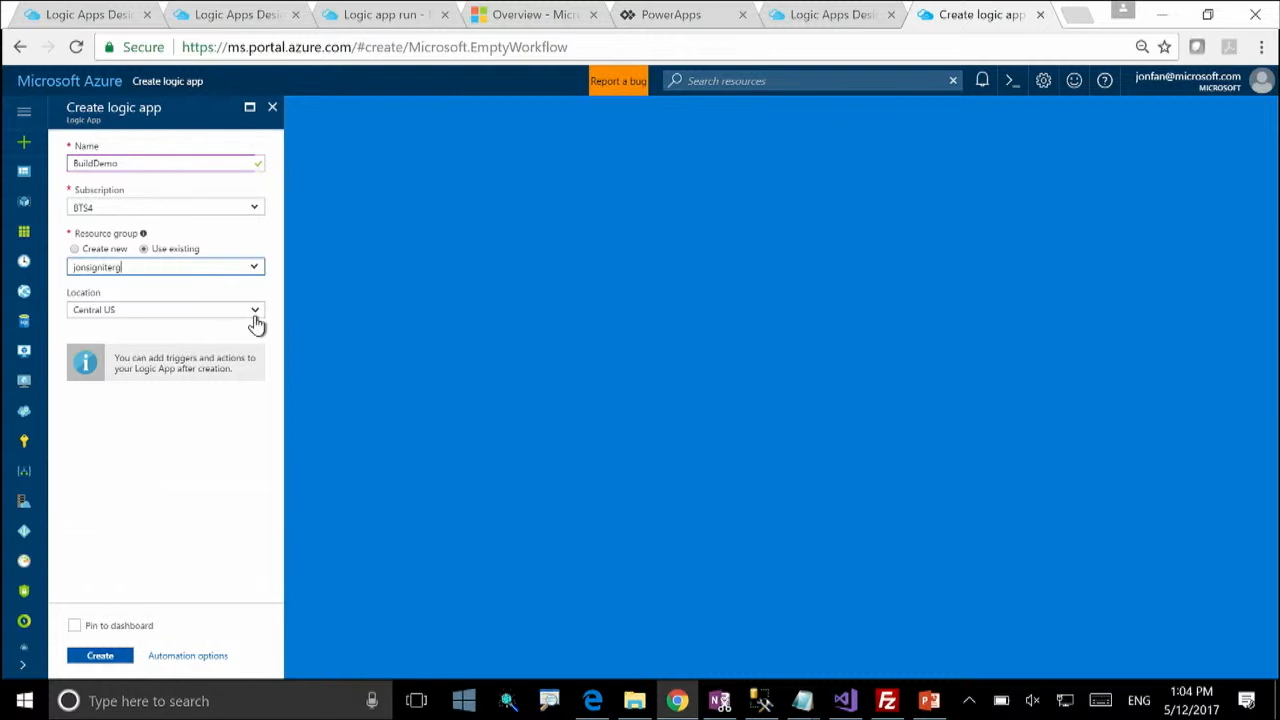 Logic Apps Desi
Logic Apps Desi
Logic app run -
Overview - Micr
PowerApps
Logic Apps Desi
Create logic app
Secure
https://ms.portal.azure.com/#create/Microsoft.EmptyWorkflow
Microsoft Azure
Create logic app
Report a bug
Search resources
jonfan@microsoft.com
MICROSOFT
Create logic app
Logic App
* Name
BuildDemo
* Subscription
BTS4
* Resource group
Create new
Use existing
jonsigniterg
Location
Central US
You can add triggers and actions to
your Logic App after creation.
Pin to dashboard
Create
Automation options
Type here to search
ENG
1:04 PM
5/12/2017